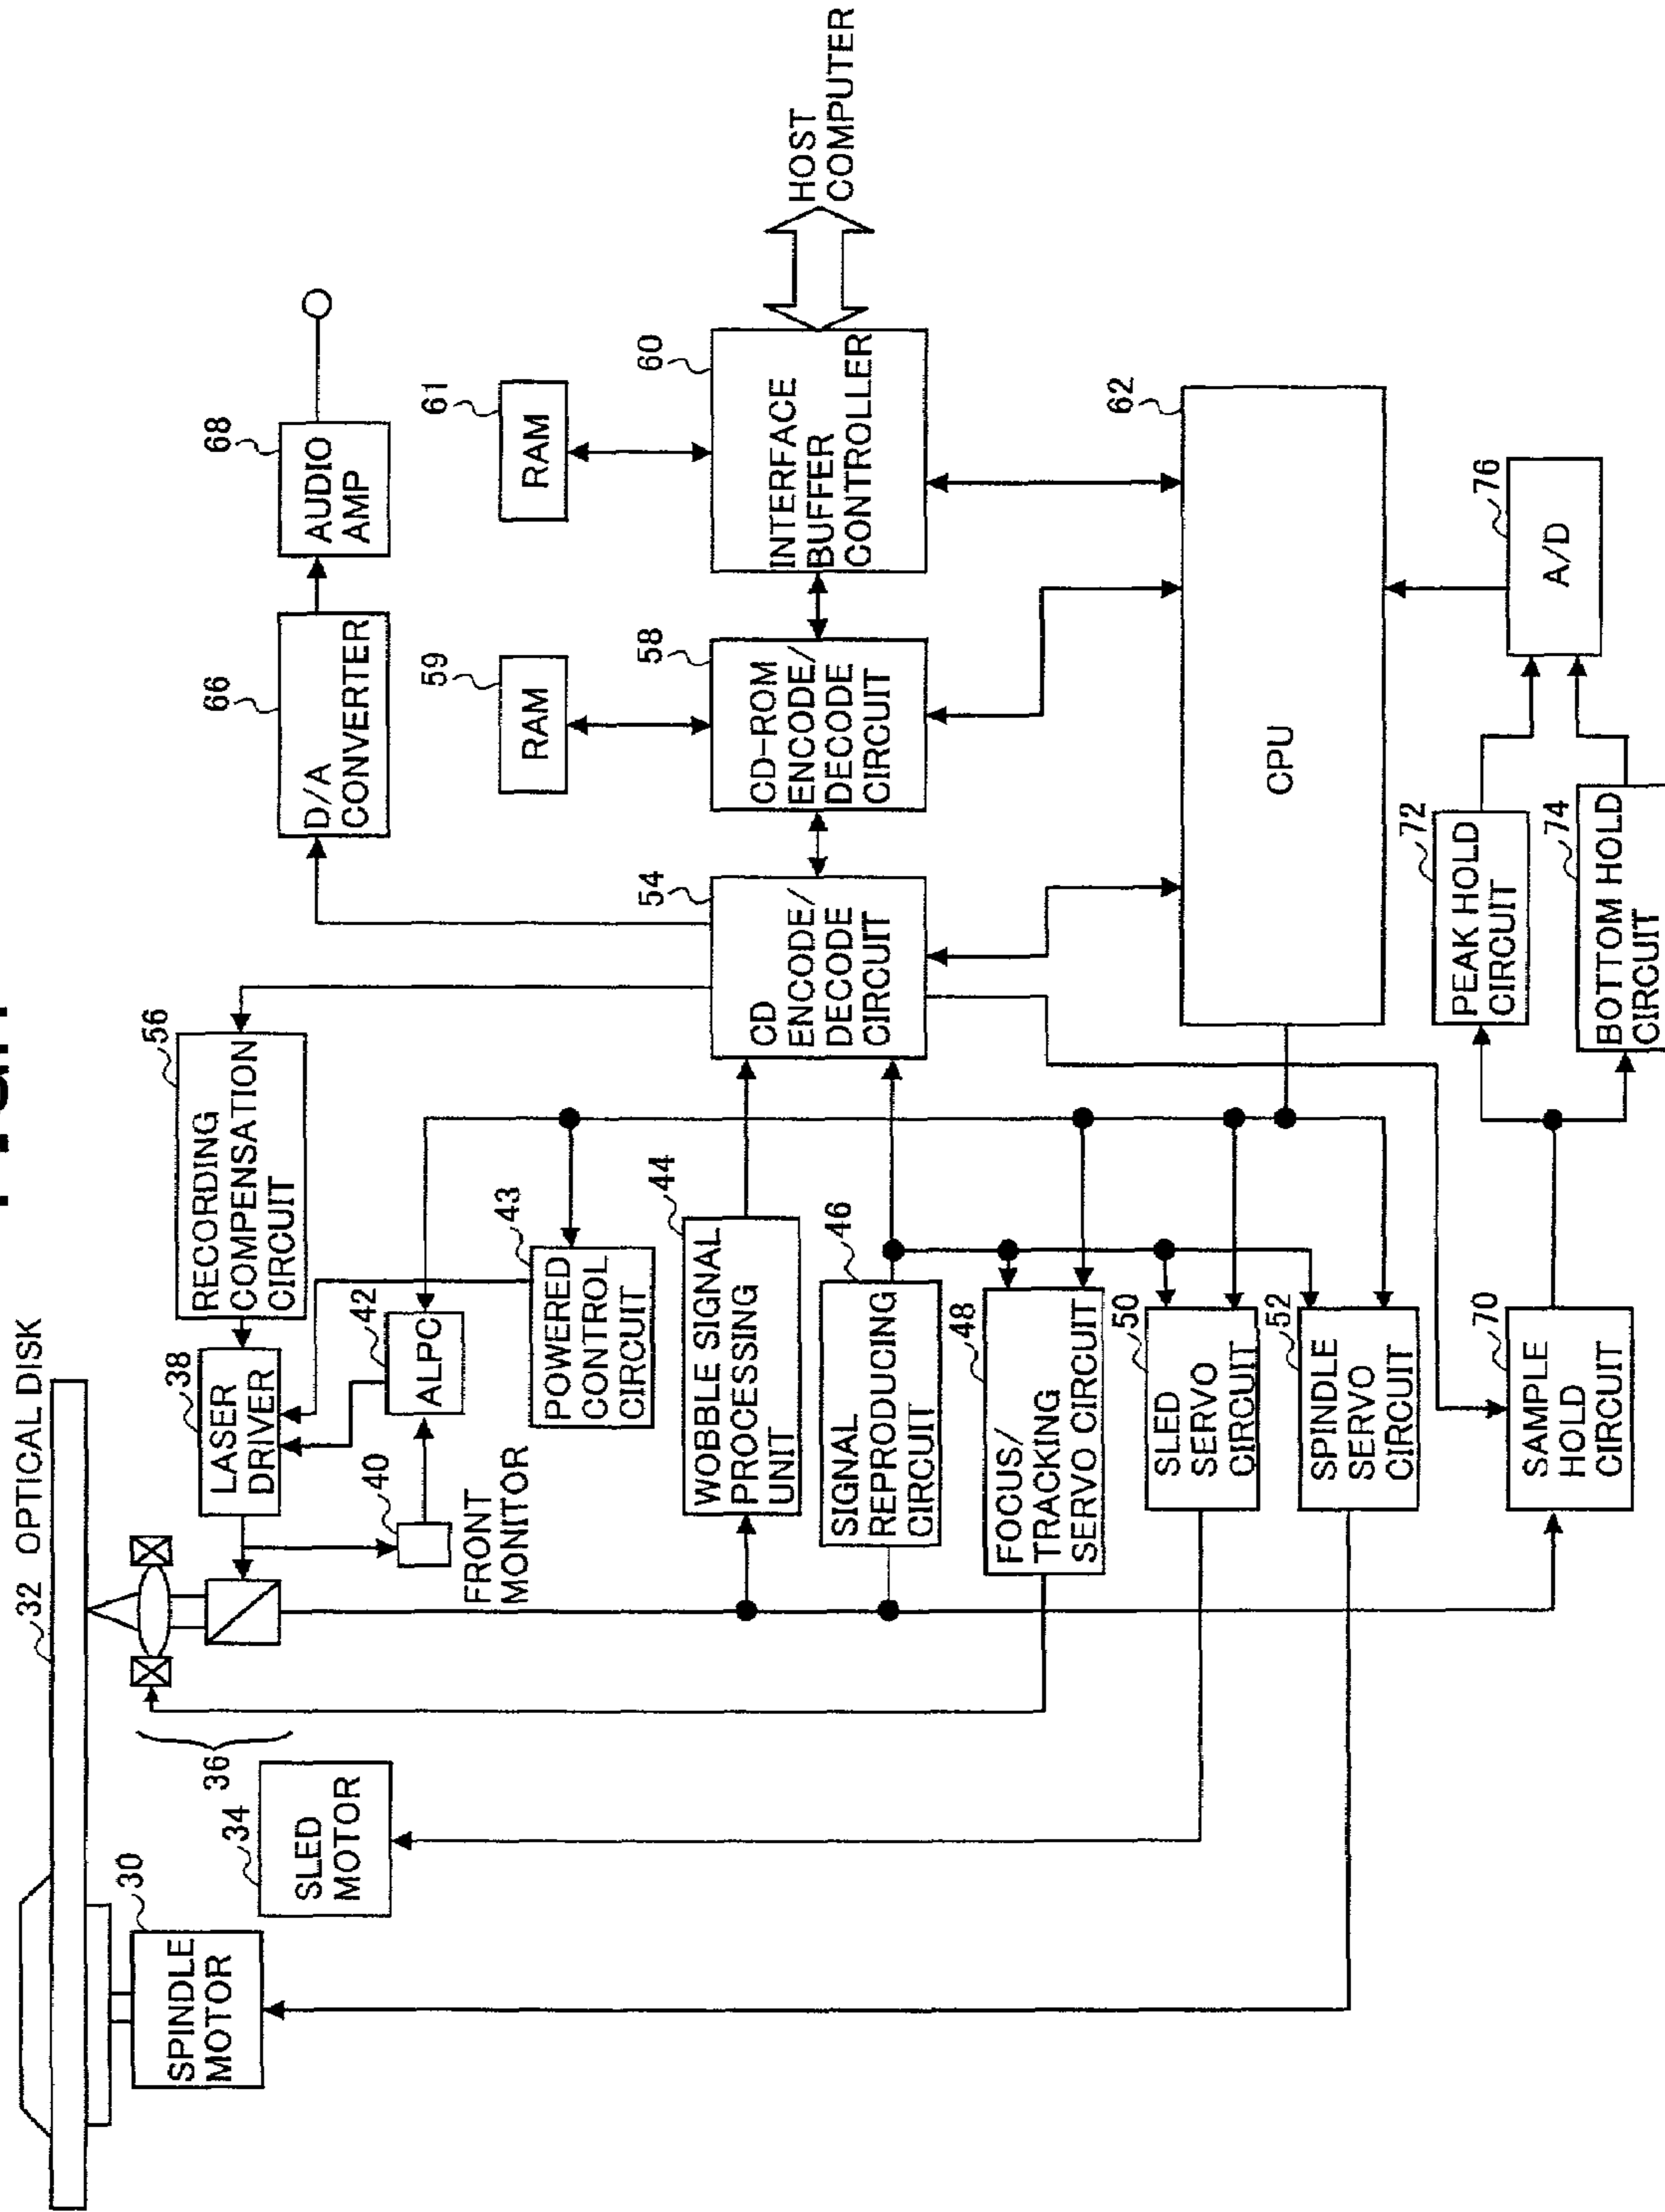 32 OPTICAL DISK
30
SPINDLE
MOTOR
34
SLED
MOTOR
36
38
LASER
DRIVER
56
RECORDING
COMPENSATION
CIRCUIT
40
FRONT
MONITOR
42
ALPC
43
POWERED
CONTROL
CIRCUIT
44
WOBBLE SIGNAL
PROCESSING
UNIT
46
SIGNAL
REPRODUCING
CIRCUIT
48
FOCUS/
TRACKING
SERVO CIRCUIT
50
SLED
SERVO
CIRCUIT
52
SPINDLE
SERVO
CIRCUIT
54
CD
ENCODE/
DECODE
CIRCUIT
66
D/A
CONVERTER
68
AUDIO
AMP
59
RAM
61
RAM
58
CD-ROM
ENCODE/
DECODE
CIRCUIT
60
INTERFACE
BUFFER
CONTROLLER
HOST
COMPUTER
62
CPU
70
SAMPLE
HOLD
CIRCUIT
72
PEAK HOLD
CIRCUIT
74
BOTTOM HOLD
CIRCUIT
76
A/D